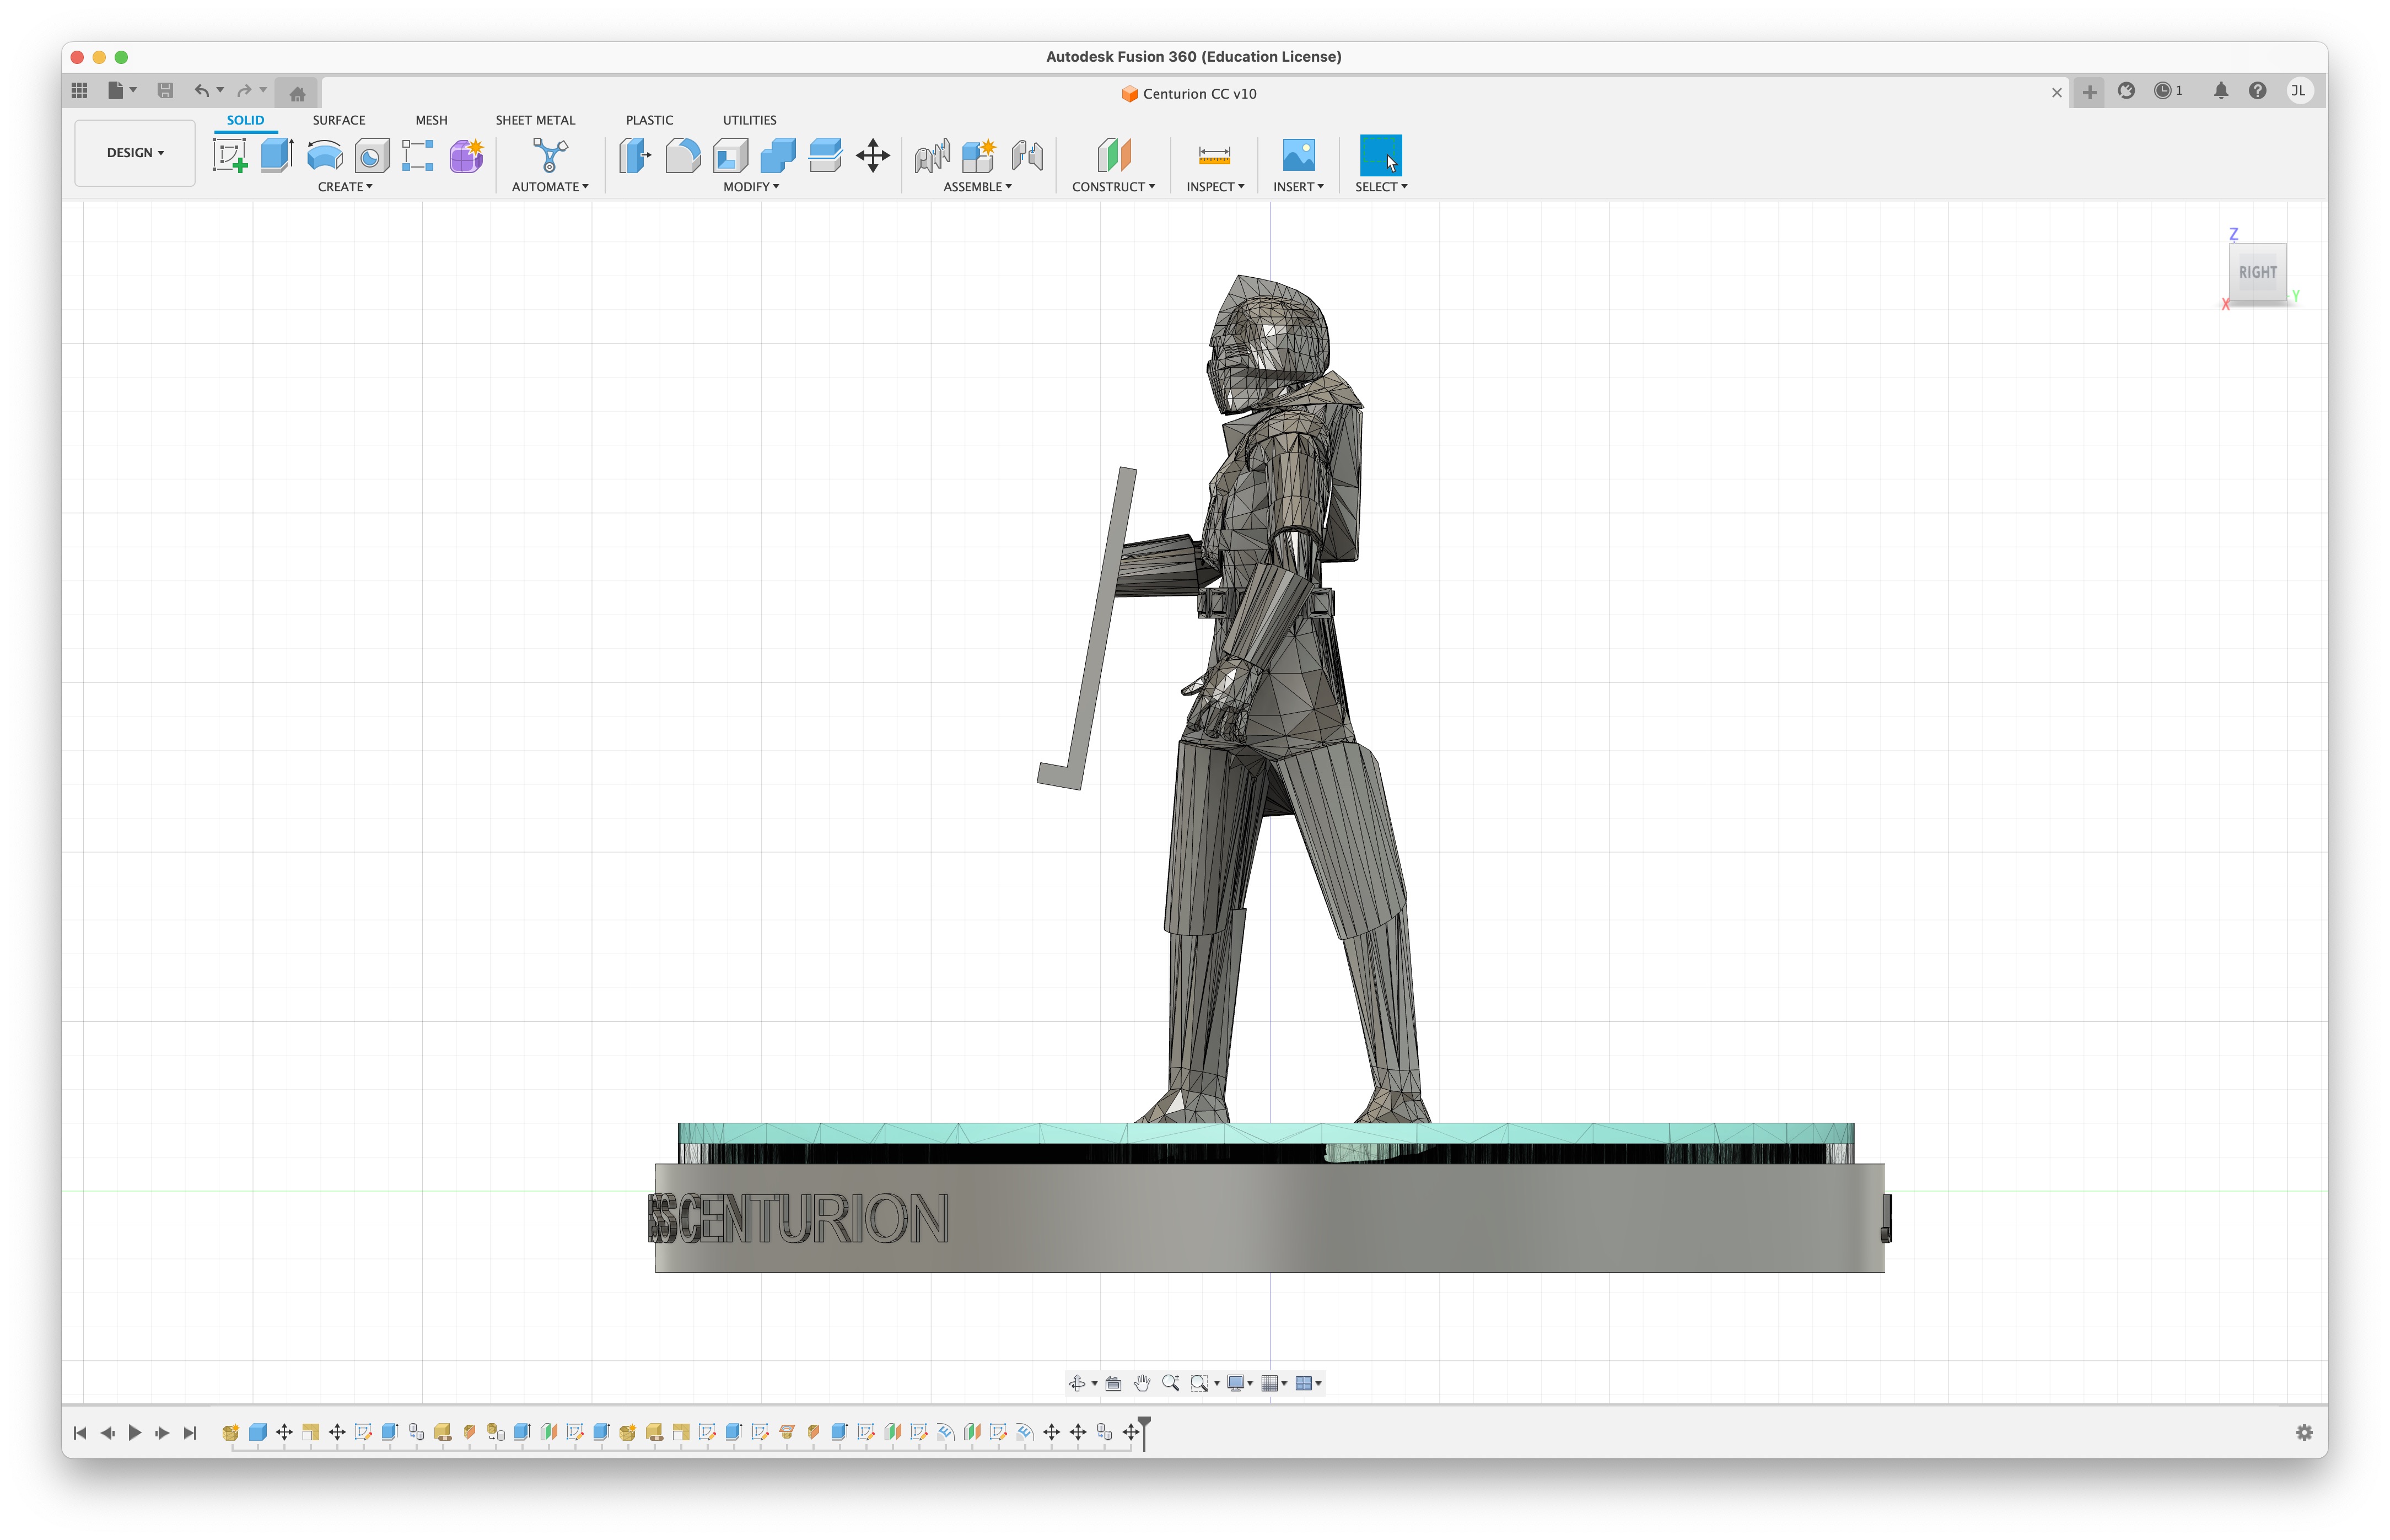 Autodesk Fusion 360 (Education License)
Centurion CC v10
1
JL
SOLID SURFACE MESH SHEET METAL PLASTIC UTILITIES
DESIGN
CREATE AUTOMATE MODIFY ASSEMBLE CONSTRUCT INSPECT INSERT SELECT
Z
RIGHT
X Y
CENTURION